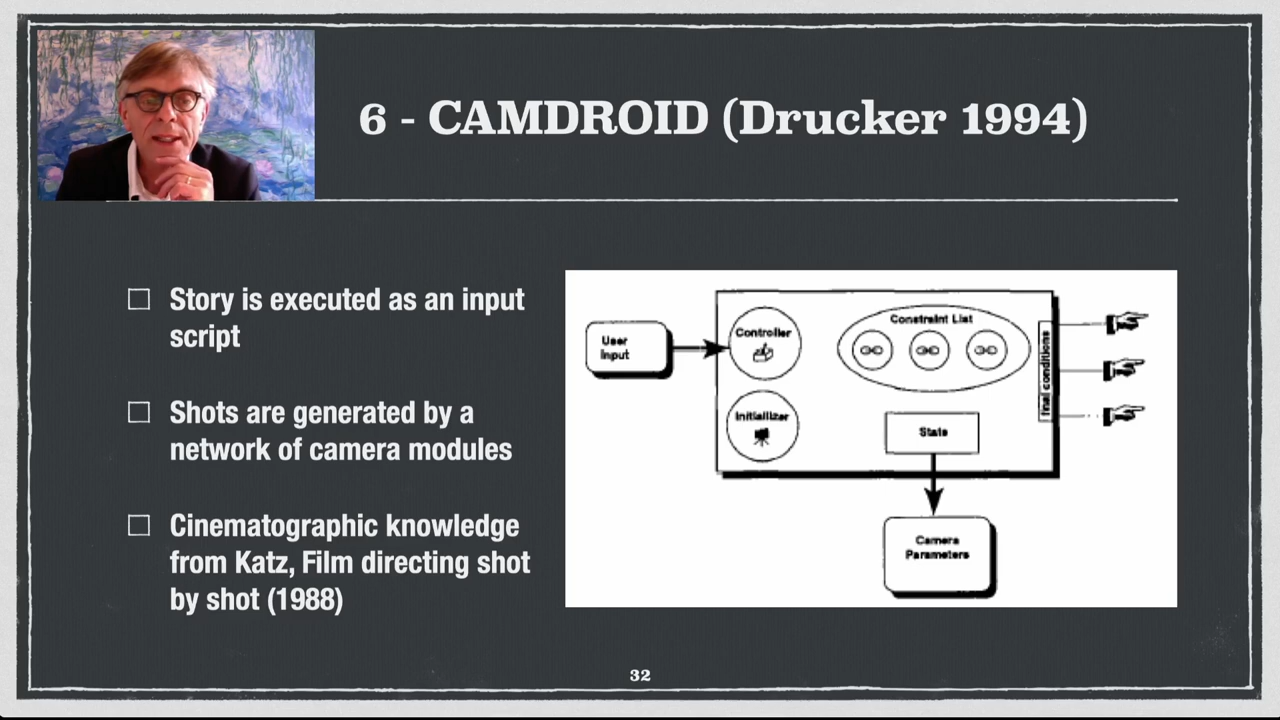 6 - CAMDROID (Drucker 1994)
Story is executed as an input
script
Shots are generated by a
network of camera modules
Cinematographic knowledge
from Katz, Film directing shot
by shot (1988)
User
Input
Controller
Initiallizer
Constraint List
State
final conditions
Camera
Parameters
32